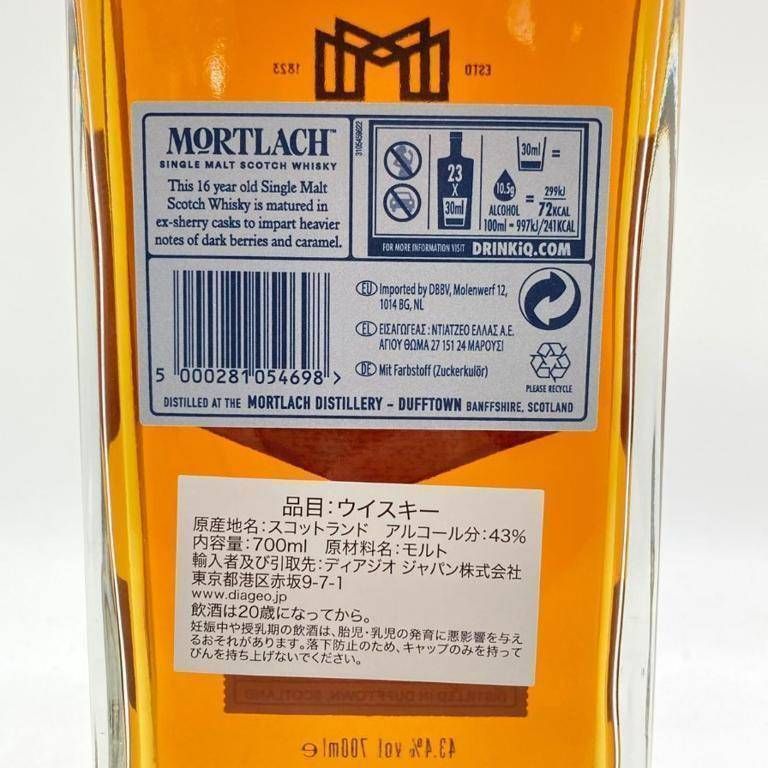 ESTD 1823
MORTLACH™
SINGLE MALT SCOTCH WHISKY
This 16 year old Single Malt
Scotch Whisky is matured in
ex-sherry casks to impart heavier
notes of dark berries and caramel.
23
X
30ml
30ml =
10.5g
ALCOHOL
= 299kJ
72KCAL
100ml = 997kJ/241KCAL
FOR MORE INFORMATION VISIT DRINKiQ.COM
EU Imported by DBBV, Molenwerf 12,
1014 BG, NL
EL ΕΙΣΑΓΩΓΕΑΣ : ΝΤΙΑΤΖΕΟ ΕΛΛΑΣ Α.Ε.
ΑΓΙΟΥ ΘΩΜΑ 27 151 24 ΜΑΡΟΥΣΙ
DE Mit Farbstoff (Zuckerkulör)
PLEASE RECYCLE
5 000281 054698 >
DISTILLED AT THE MORTLACH DISTILLERY – DUFFTOWN BANFFSHIRE, SCOTLAND
品目:ウイスキー
原産地名:スコットランド アルコール分:43%
内容量:700ml 原材料名:モルト
輸入者及び引取先:ディアジオ ジャパン株式会社
東京都港区赤坂9-7-1
www.diageo.jp
飲酒は20歳になってから。
妊娠中や授乳期の飲酒は、胎児・乳児の発育に悪影響を与え
るおそれがあります。落下防止のため、キャップのみを持って
びんを持ち上げないでください。
DISTILLED IN DUFFTOWN, SCOTLAND
43.4% vol 700ml e